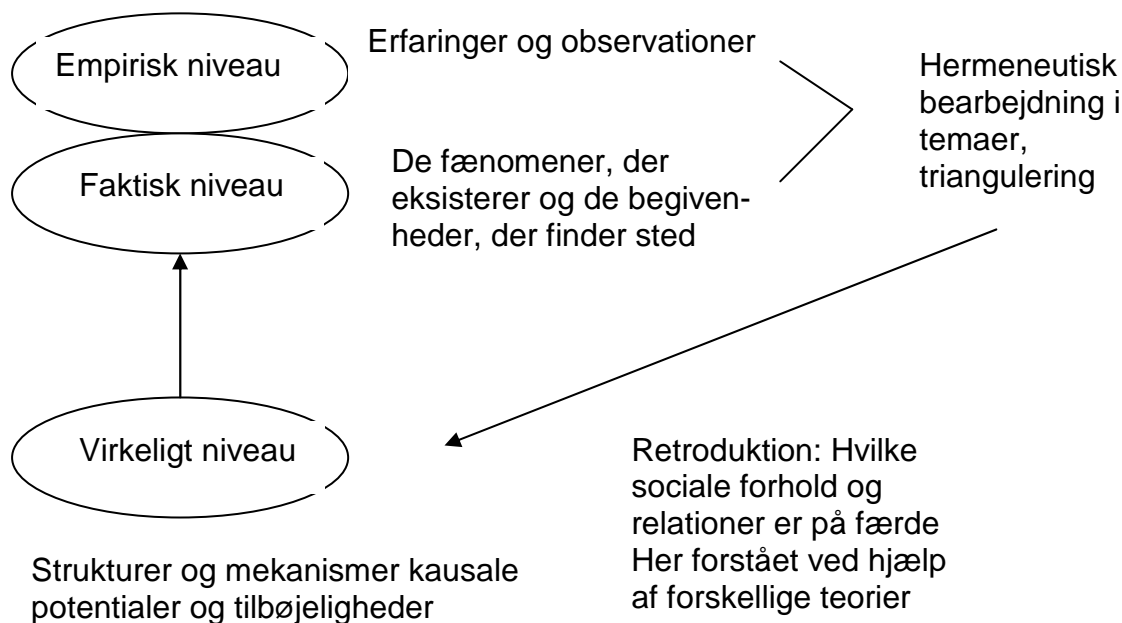 Empirisk niveau
Erfaringer og observationer
Faktisk niveau
De fænomener, der
eksisterer og de begiven-
heder, der finder sted
Hermeneutisk
bearbejdning i
temaer,
triangulering
Virkeligt niveau
Strukturer og mekanismer kausale
potentialer og tilbøjeligheder
Retroduktion: Hvilke
sociale forhold og
relationer er på færde
Her forstået ved hjælp
af forskellige teorier